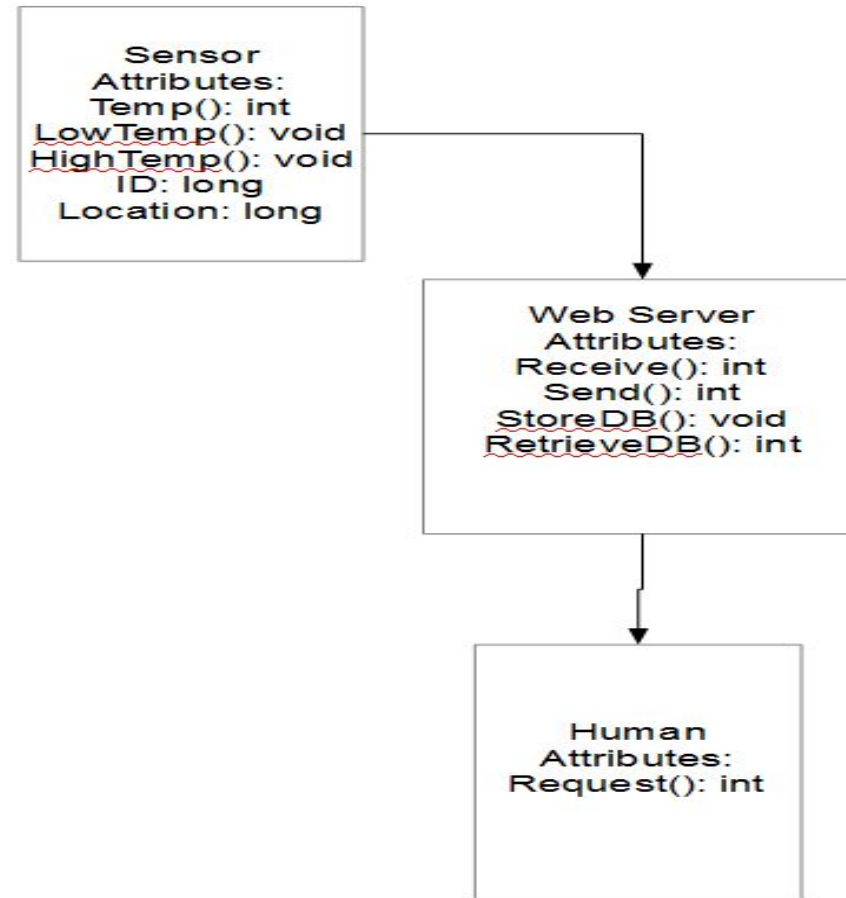 Sensor
Attributes:
Temp(): int
LowTemp(): void
HighTemp(): void
ID: long
Location: long
Web Server
Attributes:
Receive(): int
Send(): int
StoreDB(): void
RetrieveDB(): int
Human
Attributes:
Request(): int